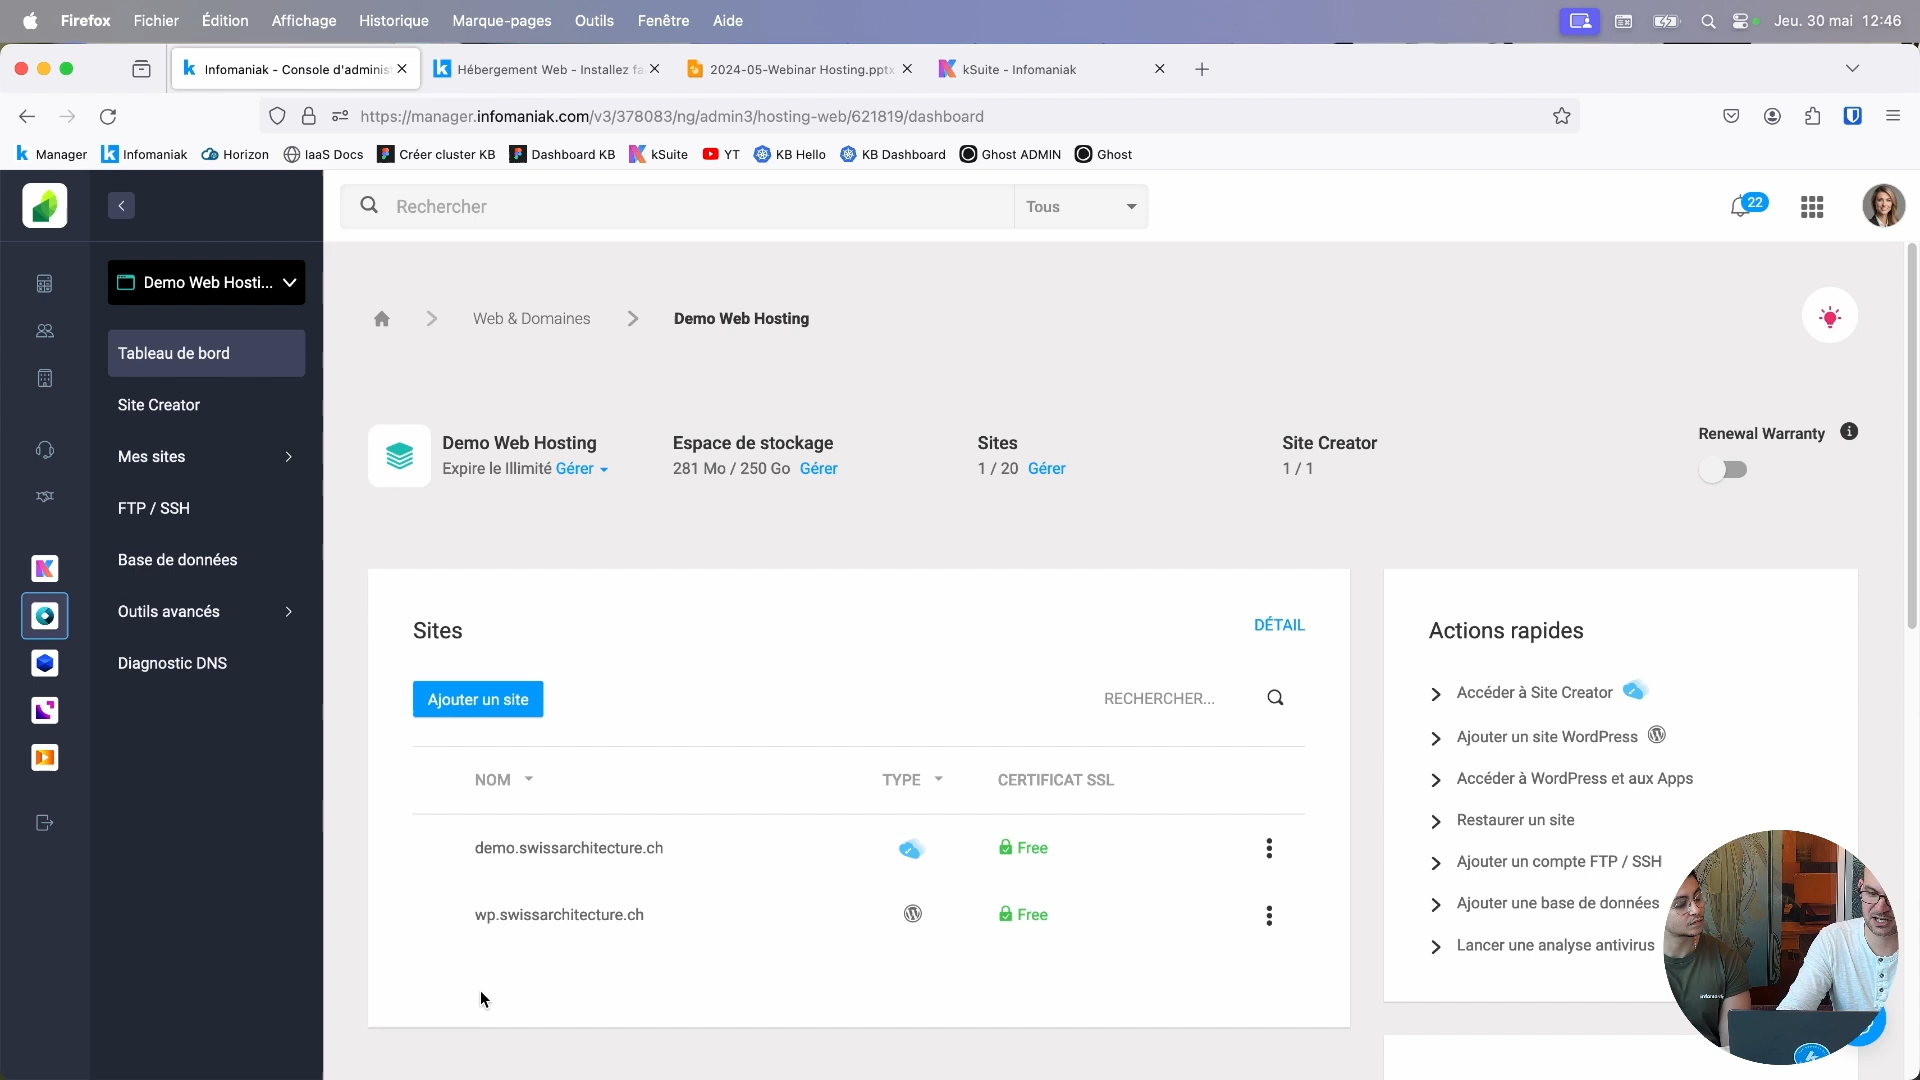 Firefox Fichier Édition Affichage Historique Marque-pages Outils Fenêtre Aide Jeu. 30 mai 12:46
Infomaniak - Console d'adminis
Hébergement Web - Installez fa
2024-05-Webinar Hosting.pptx
kSuite - Infomaniak
https://manager.infomaniak.com/v3/378083/ng/admin3/hosting-web/621819/dashboard
Manager Infomaniak Horizon IaaS Docs Créer cluster KB Dashboard KB kSuite YT KB Hello KB Dashboard Ghost ADMIN Ghost
Rechercher Tous 22
Demo Web Hosti...
Tableau de bord
Site Creator
Mes sites
FTP / SSH
Base de données
Outils avancés
Diagnostic DNS
Web & Domaines Demo Web Hosting
Demo Web Hosting
Expire le Illimité Gérer
Espace de stockage
281 Mo / 250 Go Gérer
Sites
1 / 20 Gérer
Site Creator
1 / 1
Renewal Warranty
Sites DÉTAIL
Ajouter un site RECHERCHER...
NOM TYPE CERTIFICAT SSL
demo.swissarchitecture.ch Free
wp.swissarchitecture.ch Free
Actions rapides
Accéder à Site Creator
Ajouter un site WordPress
Accéder à WordPress et aux Apps
Restaurer un site
Ajouter un compte FTP / SSH
Ajouter une base de données
Lancer une analyse antivirus